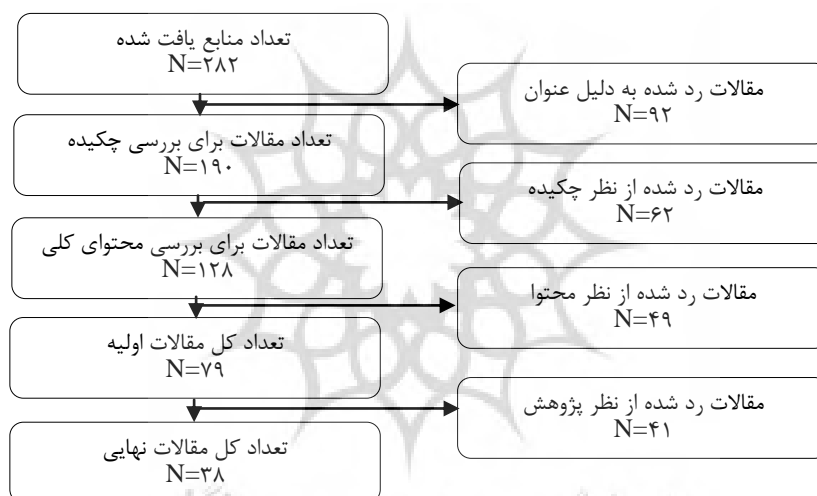 تعداد منابع یافت شده
N=۲۸۲
مقالات رد شده به دلیل عنوان
N=۹۲
تعداد مقالات برای بررسی چکیده
N=۱۹۰
مقالات رد شده از نظر چکیده
N=۶۲
تعداد مقالات برای بررسی محتوای کلی
N=۱۲۸
مقالات رد شده از نظر محتوا
N=۴۹
تعداد کل مقالات اولیه
N=۷۹
مقالات رد شده از نظر پژوهش
N=۴۱
تعداد کل مقالات نهایی
N=۳۸